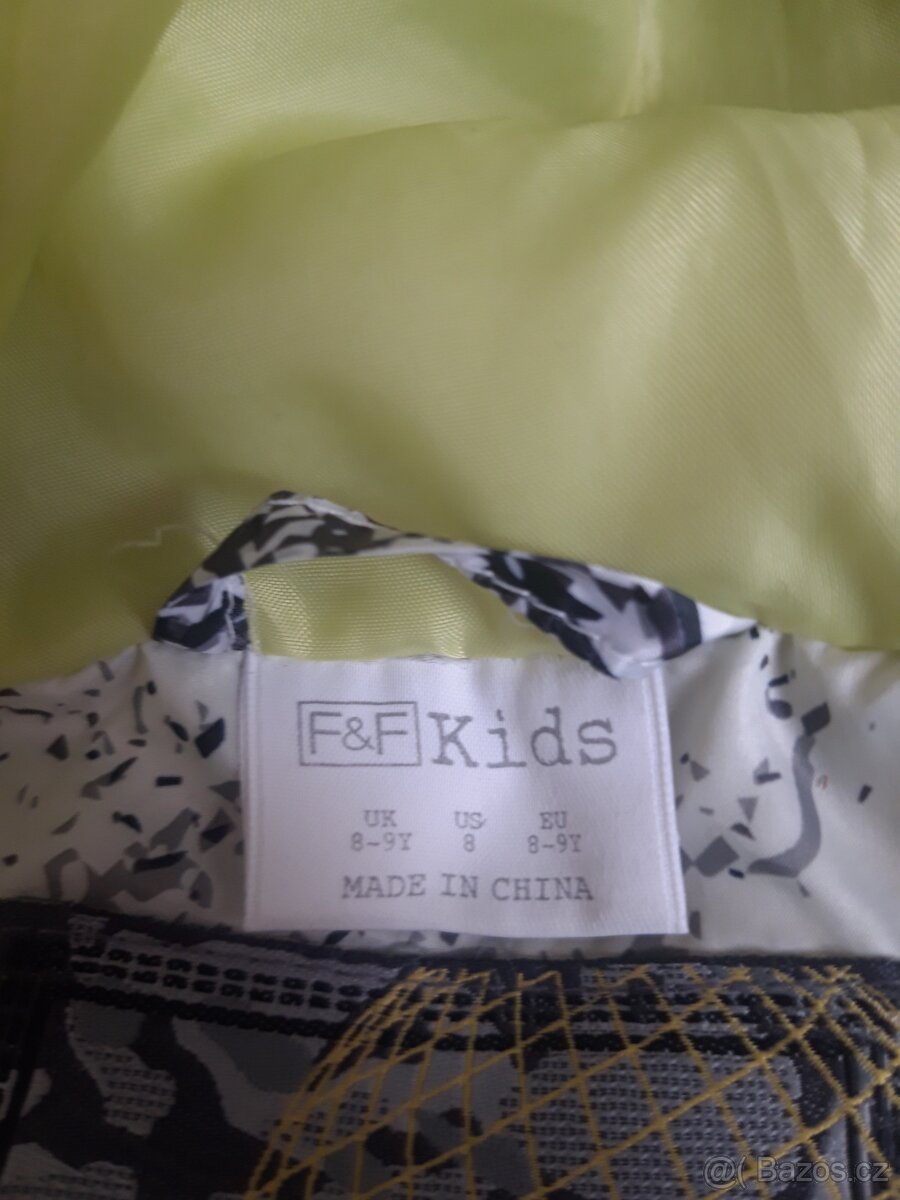 F&F Kids
UK US EU
8-9Y 8 8-9Y
MADE IN CHINA
@( Bazos.cz